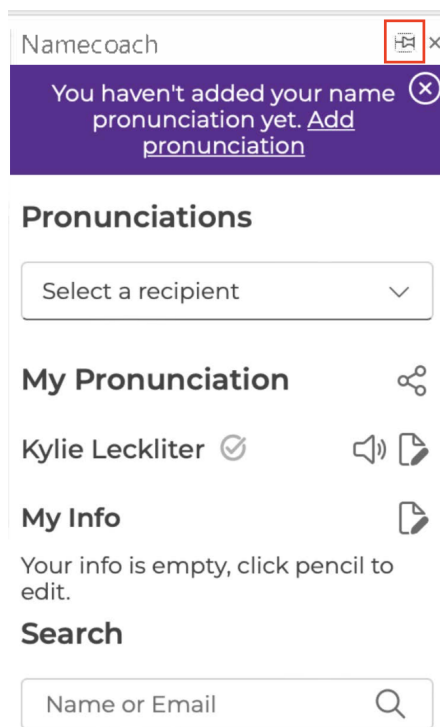 Namecoach
You haven't added your name
pronunciation yet. Add
pronunciation
Pronunciations
Select a recipient
My Pronunciation
Kylie Leckliter
My Info
Your info is empty, click pencil to
edit.
Search
Name or Email